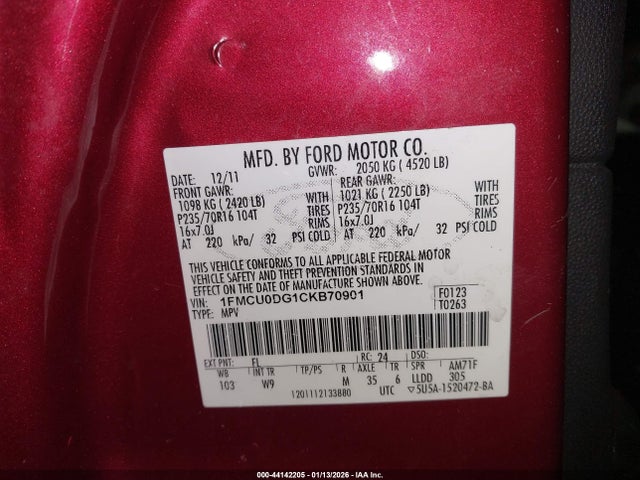 MFD. BY FORD MOTOR CO.
DATE: 12/11 GVWR: 2050 KG ( 4520 LB)
FRONT GAWR: REAR GAWR:
1098 KG ( 2420 LB) WITH 1021 KG ( 2250 LB) WITH
P235/70R16 104T TIRES P235/70R16 104T TIRES
16x7.0J RIMS 16x7.0J RIMS
AT 220 kPa/ 32 PSI COLD AT 220 kPa/ 32 PSI COLD
THIS VEHICLE CONFORMS TO ALL APPLICABLE FEDERAL MOTOR
VEHICLE SAFETY AND THEFT PREVENTION STANDARDS IN
EFFECT ON THE DATE OF MANUFACTURE SHOWN ABOVE.
VIN: 1FMCU0DG1CKB70901 F0123
TYPE: MPV T0263
EXT PNT: FL RC: 24 DSO:
WB INT TR TP/PS R AXLE TR SPR AM71F
103 W9 M 35 6 LLDD 305
1201112133880 UTC 5U5A-1520472-BA
000-44142205 - 01/13/2026 - IAA Inc.